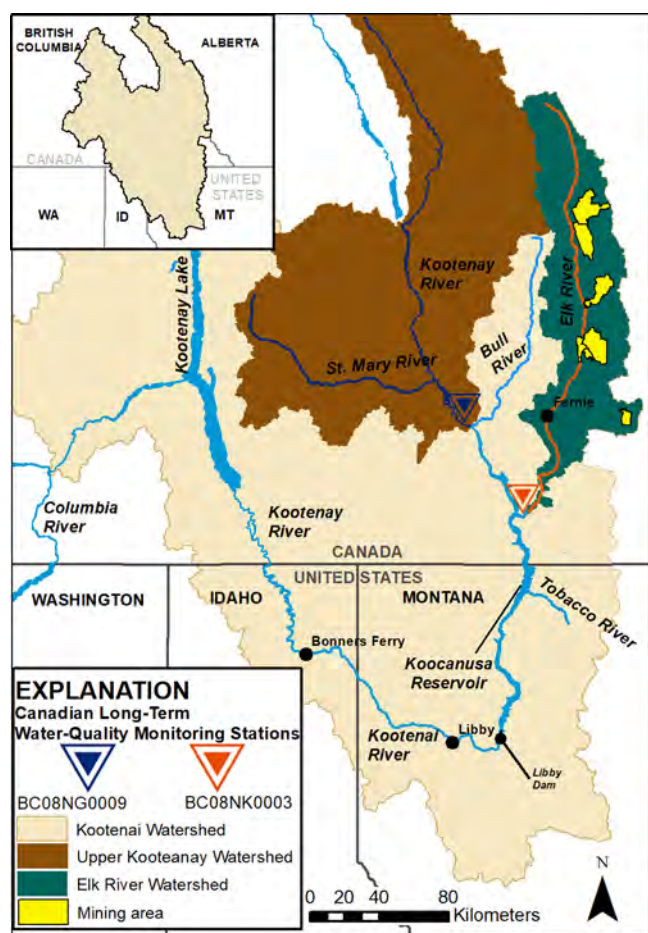 BRITISH
COLUMBIA
ALBERTA
CANADA
UNITED
STATES
WA
ID
MT
Kootenay Lake
Kootenay
River
Elk River
Bull
River
St. Mary River
Fernie
Columbia
River
Kootenay
River
CANADA
UNITED STATES
WASHINGTON
IDAHO
MONTANA
Tobacco River
Bonners Ferry
Koocanusa
Reservoir
Kootenai
River
Libby
Libby
Dam
EXPLANATION
Canadian Long-Term
Water-Quality Monitoring Stations
BC08NG0009
BC08NK0003
Kootenai Watershed
Upper Kooteanay Watershed
Elk River Watershed
Mining area
N
0 20 40 80
Kilometers